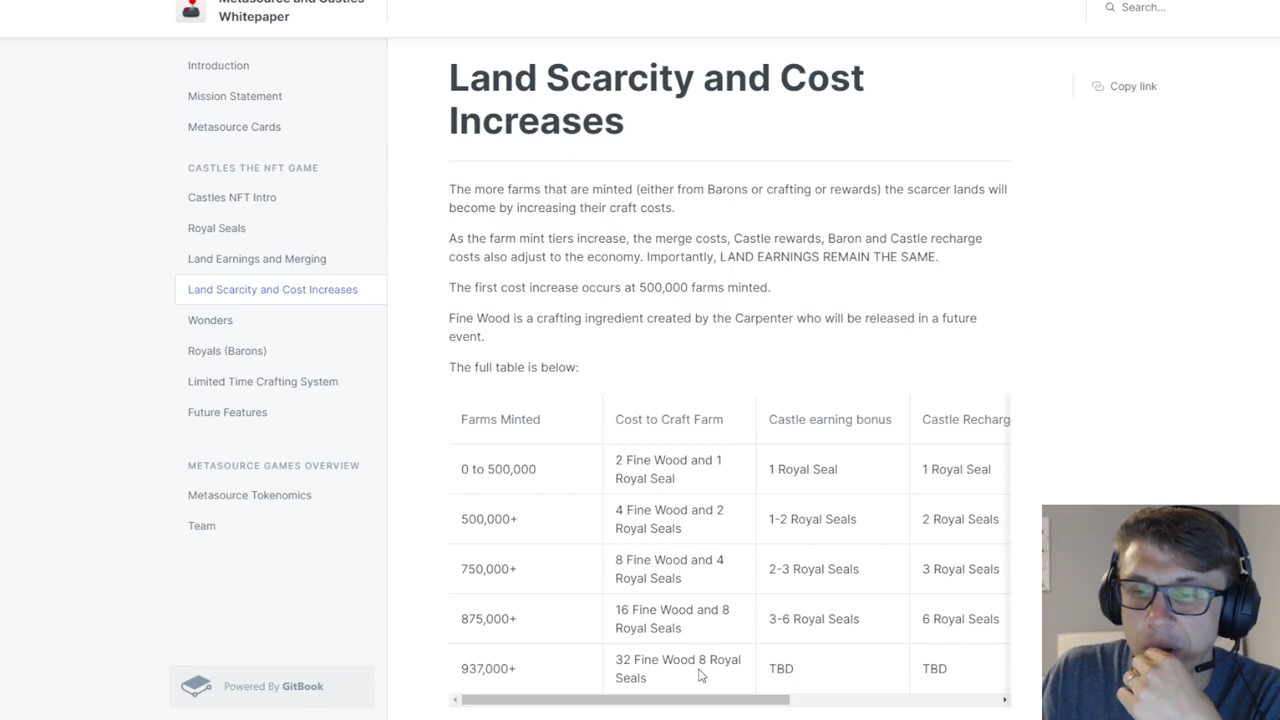 Metasource and Castles
Whitepaper
Search...
Introduction
Mission Statement
Metasource Cards
CASTLES THE NFT GAME
Castles NFT Intro
Royal Seals
Land Earnings and Merging
Land Scarcity and Cost Increases
Wonders
Royals (Barons)
Limited Time Crafting System
Future Features
METASOURCE GAMES OVERVIEW
Metasource Tokenomics
Team
Powered By GitBook
Land Scarcity and Cost
Increases
Copy link
The more farms that are minted (either from Barons or crafting or rewards) the scarcer lands will
become by increasing their craft costs.
As the farm mint tiers increase, the merge costs, Castle rewards, Baron and Castle recharge
costs also adjust to the economy. Importantly, LAND EARNINGS REMAIN THE SAME.
The first cost increase occurs at 500,000 farms minted.
Fine Wood is a crafting ingredient created by the Carpenter who will be released in a future
event.
The full table is below:
Farms Minted Cost to Craft Farm Castle earning bonus Castle Recharg
0 to 500,000 2 Fine Wood and 1 Royal Seal 1 Royal Seal 1 Royal Seal
500,000+ 4 Fine Wood and 2 Royal Seals 1-2 Royal Seals 2 Royal Seals
750,000+ 8 Fine Wood and 4 Royal Seals 2-3 Royal Seals 3 Royal Seals
875,000+ 16 Fine Wood and 8 Royal Seals 3-6 Royal Seals 6 Royal Seals
937,000+ 32 Fine Wood 8 Royal Seals TBD TBD